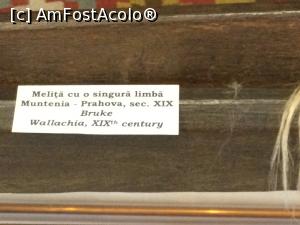 [c] AmFostAcolo®
Meliță cu o singură limbă
Muntenia - Prahova, sec. XIX
Bruke
Wallachia, XIXth century